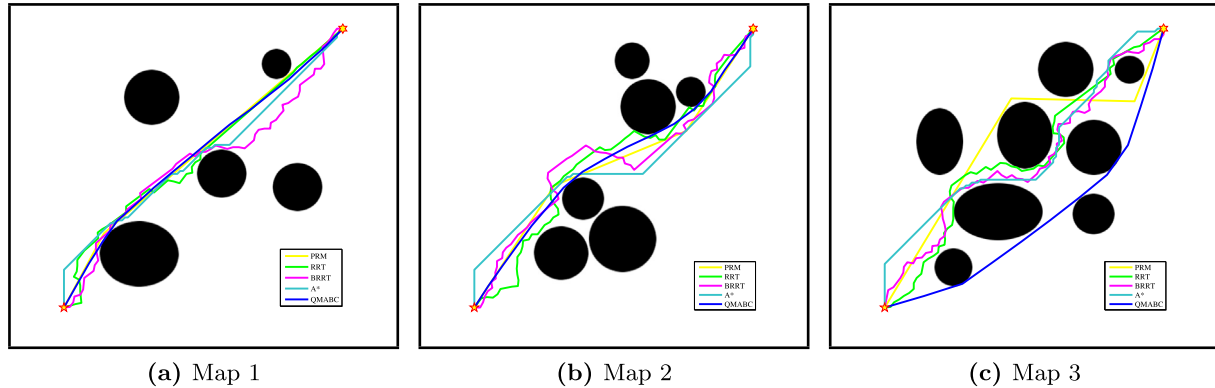 PRM
RRT
BRRT
A*
QMABC
PRM
RRT
BRRT
A*
QMABC
PRM
RRT
BRRT
A*
QMABC
(a) Map 1
(b) Map 2
(c) Map 3